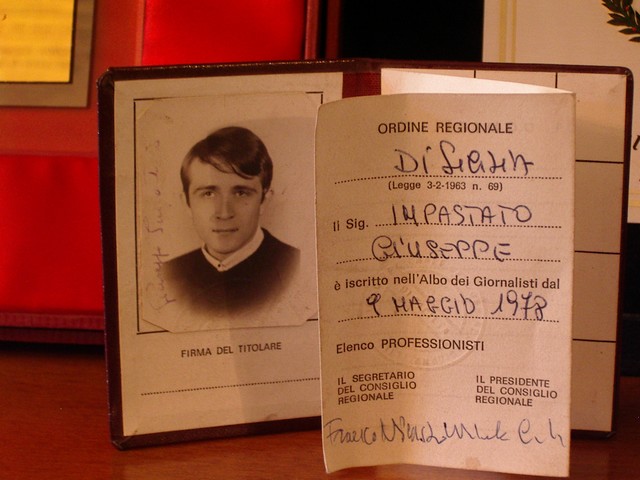 FIRMA DEL TITOLARE
ORDINE REGIONALE
DI SICILIA
(Legge 3-2-1963 n. 69)
Il Sig. IMPASTATO
GIUSEPPE
è iscritto nell'Albo dei Giornalisti dal
9 MAGGIO 1978
Elenco PROFESSIONISTI
IL SEGRETARIO
DEL CONSIGLIO
REGIONALE
IL PRESIDENTE
DEL CONSIGLIO
REGIONALE